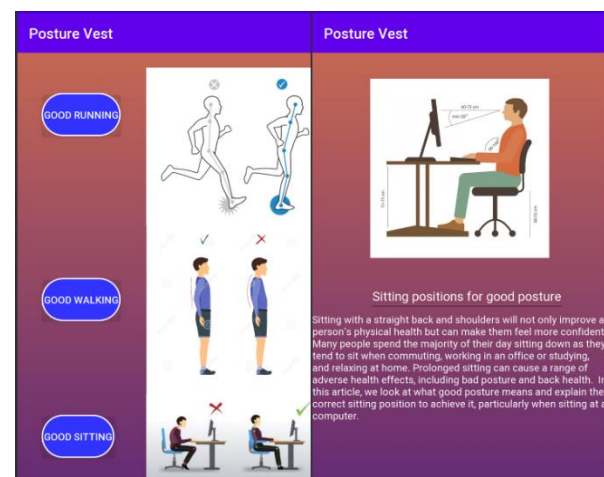 Posture Vest
GOOD RUNNING
GOOD WALKING
GOOD SITTING
Posture Vest
Sitting positions for good posture
Sitting with a straight back and shoulders will not only improve a
person's physical health but can make them feel more confident.
Many people spend the majority of their day sitting down as they
tend to sit when commuting, working in an office or studying,
and relaxing at home. Prolonged sitting can cause a range of
adverse health effects, including bad posture and back health. In
this article, we look at what good posture means and explain the
correct sitting position to achieve it, particularly when sitting at a
computer.